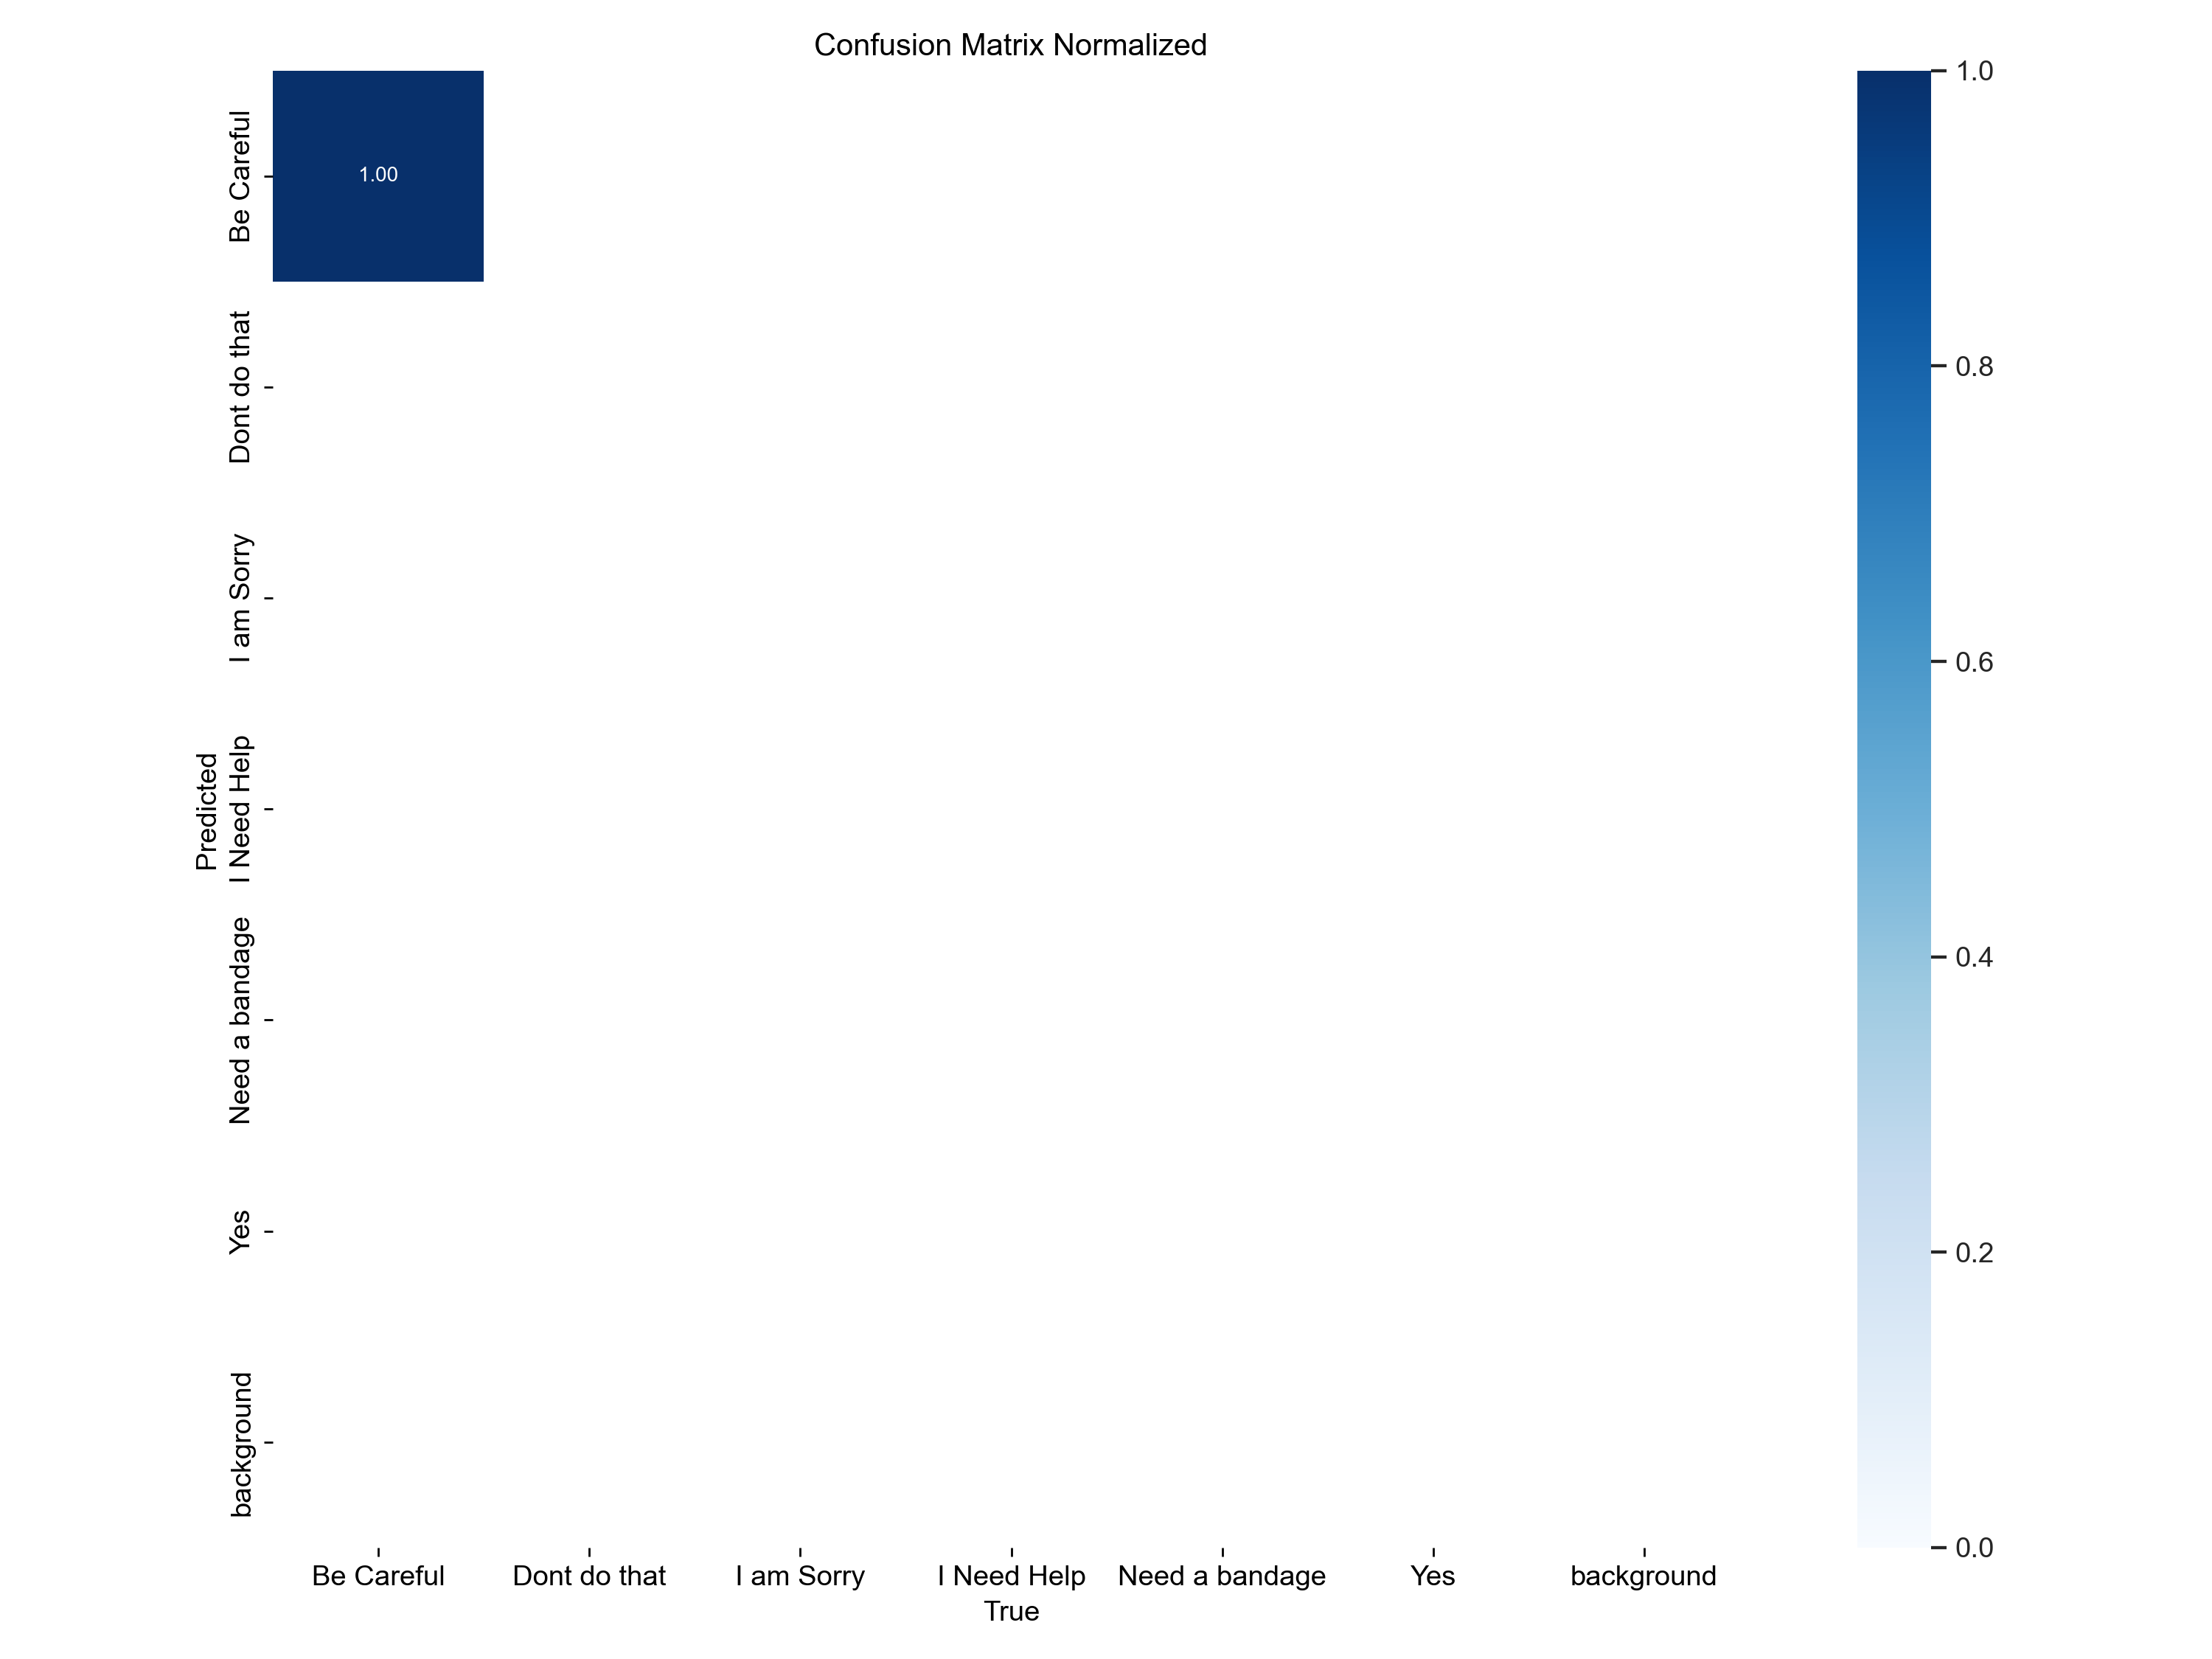 Confusion Matrix Normalized
1.00
Predicted
Be Careful
Dont do that
I am Sorry
I Need Help
Need a bandage
Yes
background
Be Careful
Dont do that
I am Sorry
I Need Help
Need a bandage
Yes
background
True
1.0
0.8
0.6
0.4
0.2
0.0